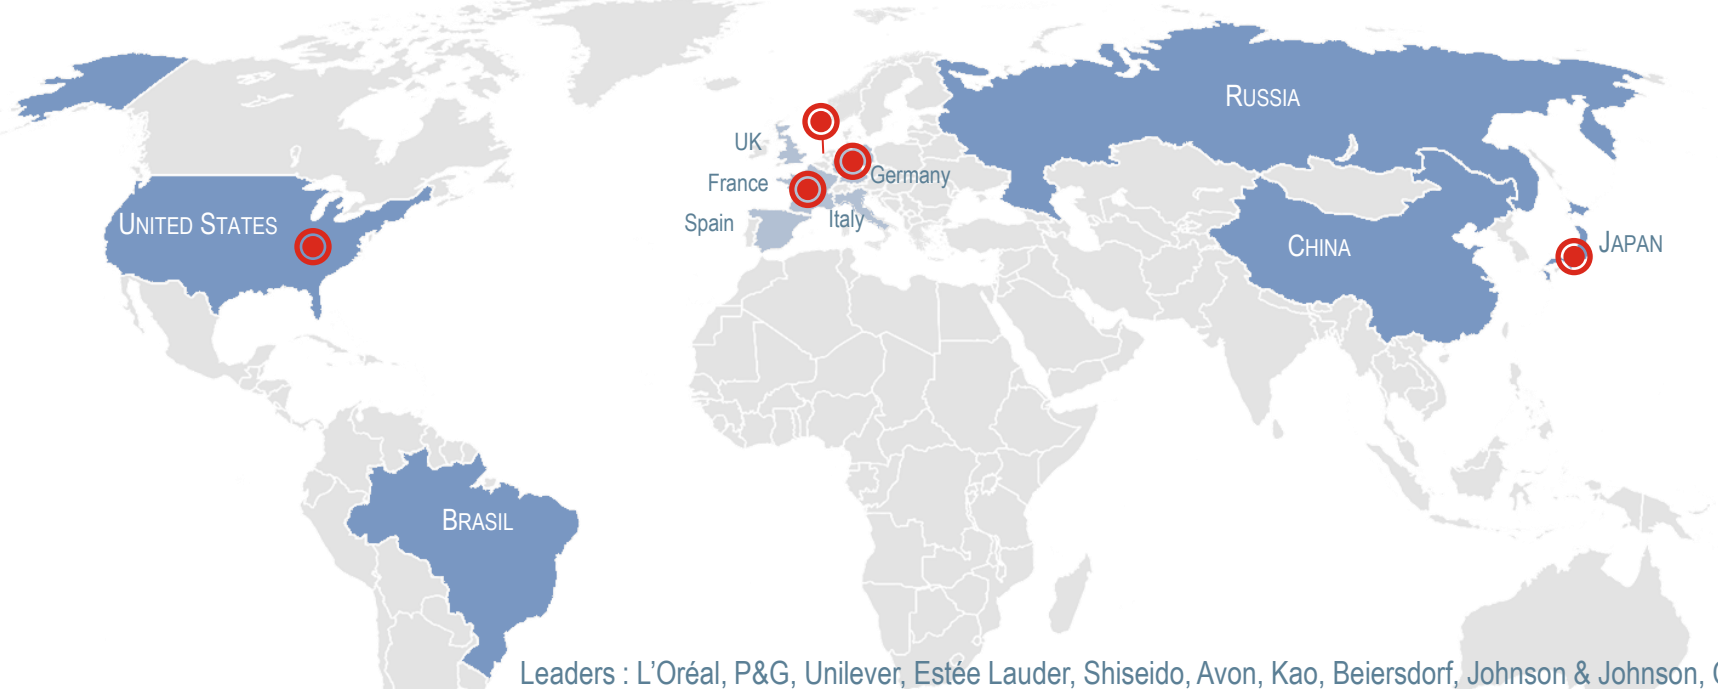 RUSSIA
UK
France
Germany
Spain
Italy
UNITED STATES
CHINA
JAPAN
BRASIL
Leaders : L'Oréal, P&G, Unilever, Estée Lauder, Shiseido, Avon, Kao, Beiersdorf, Johnson & Johnson,